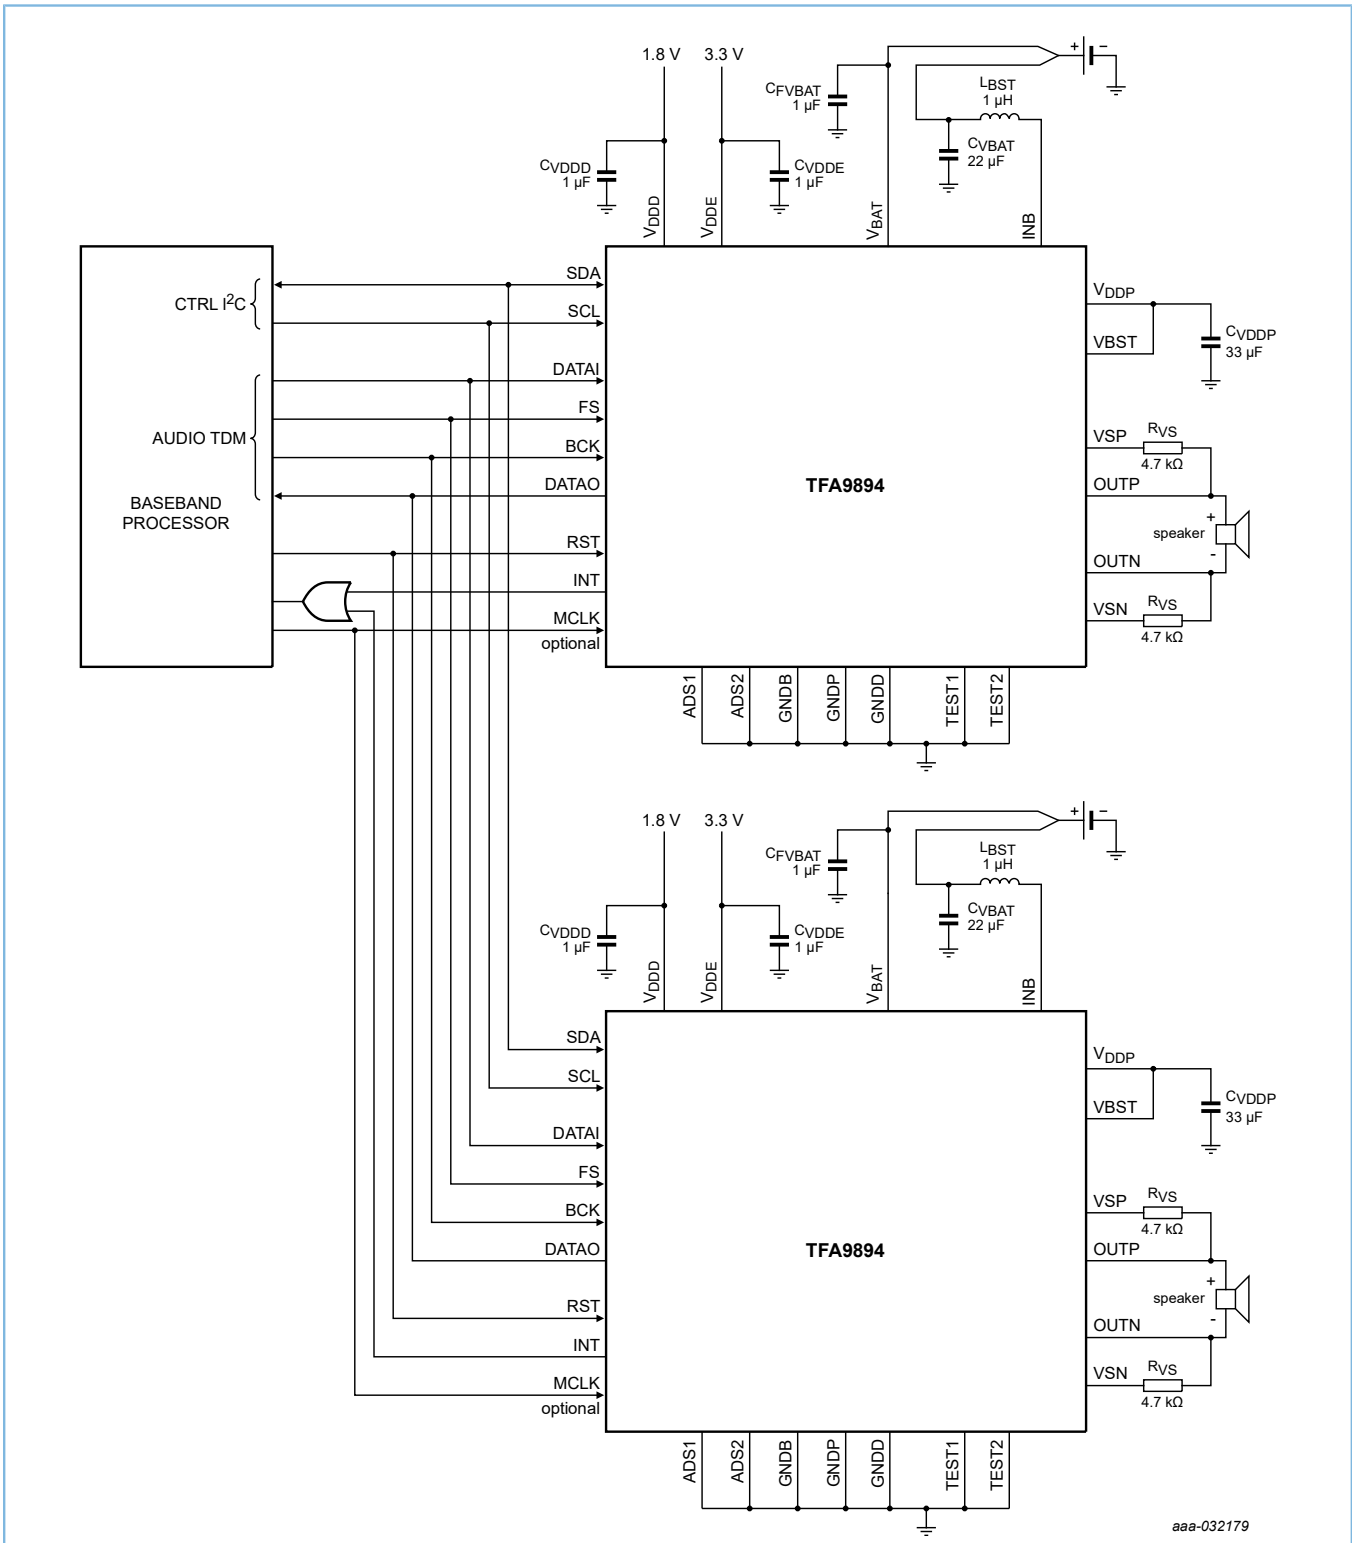 1.8 V
3.3 V
CFVBAT
1 µF
LBST
1 µH
CVDDD
1 µF
CVDDE
1 µF
CVBAT
22 µF
VDDD
VDDE
VBAT
INB
CTRL I²C
AUDIO TDM
BASEBAND
PROCESSOR
SDA
SCL
DATAI
FS
BCK
DATAO
RST
INT
MCLK
optional
TFA9894
VDDP
VBST
CVDDP
33 µF
VSP
RVS
4.7 kΩ
OUTP
+
speaker
-
OUTN
VSN
RVS
4.7 kΩ
+
–
ADS1
ADS2
GNDB
GNDP
GNDD
TEST1
TEST2
1.8 V
3.3 V
CFVBAT
1 µF
LBST
1 µH
CVDDD
1 µF
CVDDE
1 µF
CVBAT
22 µF
VDDD
VDDE
VBAT
INB
SDA
SCL
DATAI
FS
BCK
DATAO
RST
INT
MCLK
optional
TFA9894
VDDP
VBST
CVDDP
33 µF
VSP
RVS
4.7 kΩ
OUTP
+
speaker
-
OUTN
VSN
RVS
4.7 kΩ
+
–
ADS1
ADS2
GNDB
GNDP
GNDD
TEST1
TEST2
aaa-032179